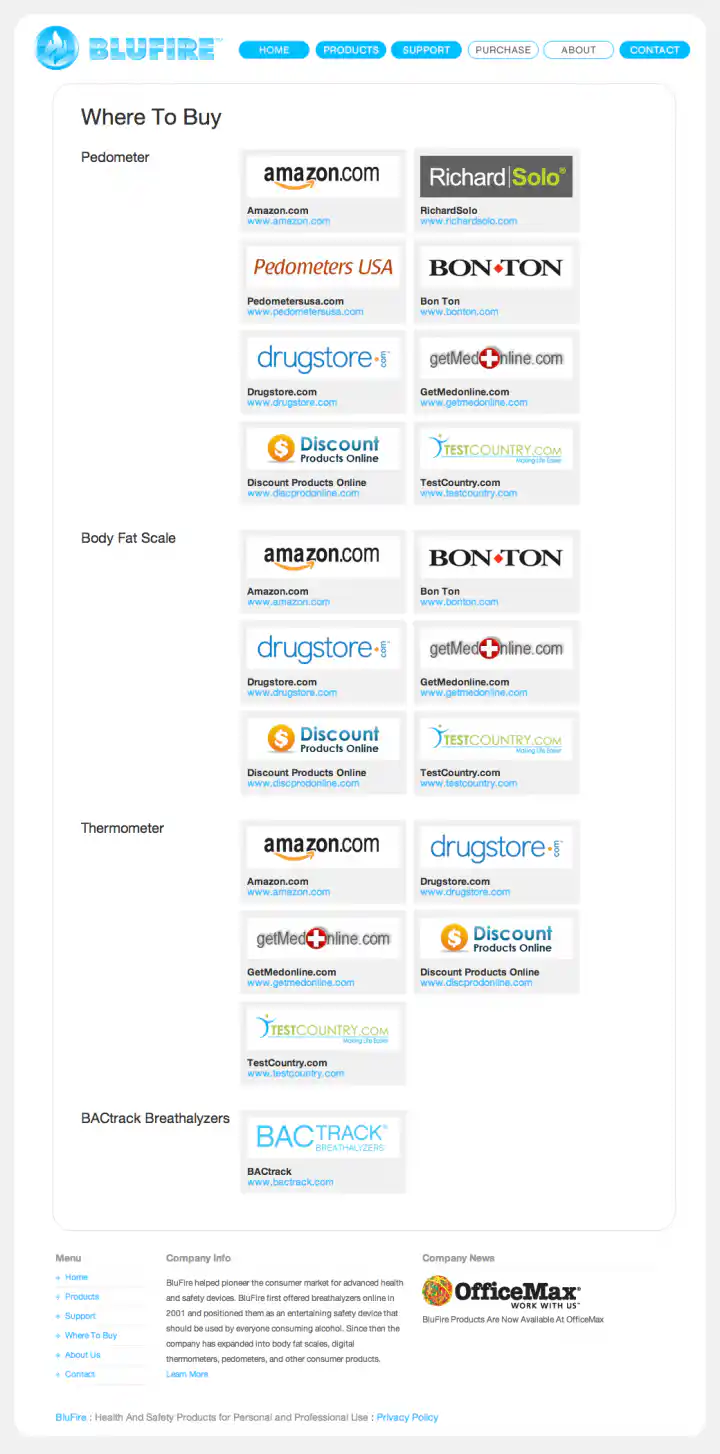 BLUFIRE™
HOME PRODUCTS SUPPORT PURCHASE ABOUT CONTACT
Where To Buy
Pedometer
amazon.com
Amazon.com
www.amazon.com
Richard|Solo®
RichardSolo
www.richardsolo.com
Pedometers USA
Pedometersusa.com
www.pedometersusa.com
BON•TON
Bon Ton
www.bonton.com
drugstore.com™
Drugstore.com
www.drugstore.com
getMedOnline.com
GetMedonline.com
www.getmedonline.com
$ Discount
Products Online
Discount Products Online
www.discprodonline.com
TESTCOUNTRY.COM
Making Life Easier
TestCountry.com
www.testcountry.com
Body Fat Scale
amazon.com
Amazon.com
www.amazon.com
BON•TON
Bon Ton
www.bonton.com
drugstore.com™
Drugstore.com
www.drugstore.com
getMedOnline.com
GetMedonline.com
www.getmedonline.com
$ Discount
Products Online
Discount Products Online
www.discprodonline.com
TESTCOUNTRY.COM
Making Life Easier
TestCountry.com
www.testcountry.com
Thermometer
amazon.com
Amazon.com
www.amazon.com
drugstore.com™
Drugstore.com
www.drugstore.com
getMedOnline.com
GetMedonline.com
www.getmedonline.com
$ Discount
Products Online
Discount Products Online
www.discprodonline.com
TESTCOUNTRY.COM
Making Life Easier
TestCountry.com
www.testcountry.com
BACtrack Breathalyzers
BACTRACK®
BREATHALYZERS
BACtrack
www.bactrack.com
Menu
+ Home
+ Products
+ Support
+ Where To Buy
+ About Us
+ Contact
Company Info
BluFire helped pioneer the consumer market for advanced health
and safety devices. BluFire first offered breathalyzers online in
2001 and positioned them as an entertaining safety device that
should be used by everyone consuming alcohol. Since then the
company has expanded into body fat scales, digital
thermometers, pedometers, and other consumer products.
Learn More
Company News
OfficeMax®
WORK WITH US™
BluFire Products Are Now Available At OfficeMax
BluFire : Health And Safety Products for Personal and Professional Use : Privacy Policy